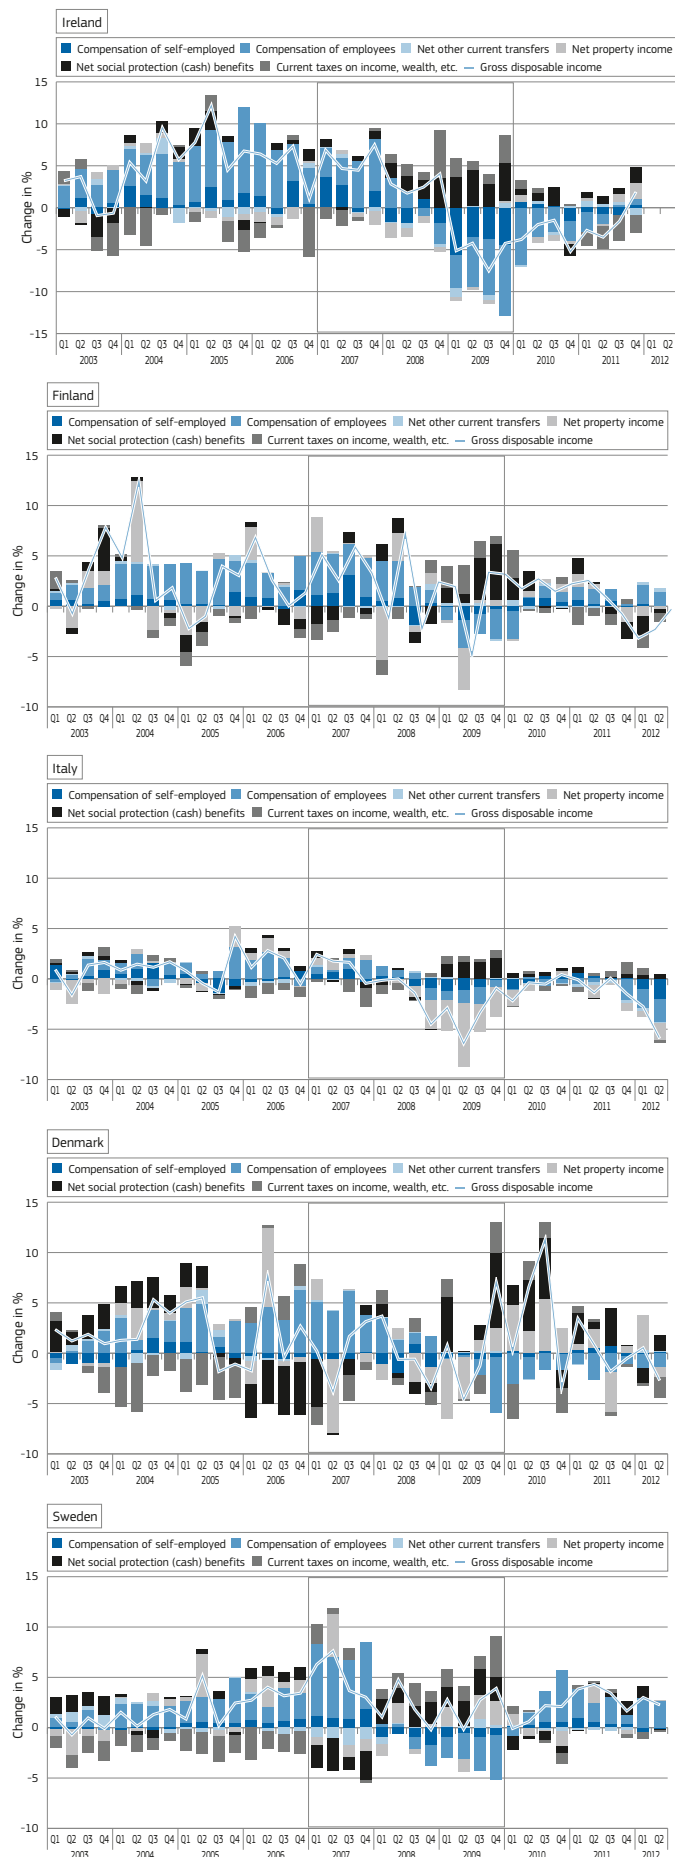 Ireland
Compensation of self-employed Compensation of employees Net other current transfers Net property income
Net social protection (cash) benefits Current taxes on income, wealth, etc. Gross disposable income
15
10
5
0
-5
-10
-15
Change in %
Q1 Q2 Q3 Q4 Q1 Q2 Q3 Q4 Q1 Q2 Q3 Q4 Q1 Q2 Q3 Q4 Q1 Q2 Q3 Q4 Q1 Q2 Q3 Q4 Q1 Q2 Q3 Q4 Q1 Q2 Q3 Q4 Q1 Q2 Q3 Q4 Q1 Q2
2003 2004 2005 2006 2007 2008 2009 2010 2011 2012
Finland
Compensation of self-employed Compensation of employees Net other current transfers Net property income
Net social protection (cash) benefits Current taxes on income, wealth, etc. Gross disposable income
15
10
5
0
-5
-10
Change in %
Q1 Q2 Q3 Q4 Q1 Q2 Q3 Q4 Q1 Q2 Q3 Q4 Q1 Q2 Q3 Q4 Q1 Q2 Q3 Q4 Q1 Q2 Q3 Q4 Q1 Q2 Q3 Q4 Q1 Q2 Q3 Q4 Q1 Q2 Q3 Q4 Q1 Q2
2003 2004 2005 2006 2007 2008 2009 2010 2011 2012
Italy
Compensation of self-employed Compensation of employees Net other current transfers Net property income
Net social protection (cash) benefits Current taxes on income, wealth, etc. Gross disposable income
15
10
5
0
-5
-10
Change in %
Q1 Q2 Q3 Q4 Q1 Q2 Q3 Q4 Q1 Q2 Q3 Q4 Q1 Q2 Q3 Q4 Q1 Q2 Q3 Q4 Q1 Q2 Q3 Q4 Q1 Q2 Q3 Q4 Q1 Q2 Q3 Q4 Q1 Q2 Q3 Q4 Q1 Q2
2003 2004 2005 2006 2007 2008 2009 2010 2011 2012
Denmark
Compensation of self-employed Compensation of employees Net other current transfers Net property income
Net social protection (cash) benefits Current taxes on income, wealth, etc. Gross disposable income
15
10
5
0
-5
-10
Change in %
Q1 Q2 Q3 Q4 Q1 Q2 Q3 Q4 Q1 Q2 Q3 Q4 Q1 Q2 Q3 Q4 Q1 Q2 Q3 Q4 Q1 Q2 Q3 Q4 Q1 Q2 Q3 Q4 Q1 Q2 Q3 Q4 Q1 Q2 Q3 Q4 Q1 Q2
2003 2004 2005 2006 2007 2008 2009 2010 2011 2012
Sweden
Compensation of self-employed Compensation of employees Net other current transfers Net property income
Net social protection (cash) benefits Current taxes on income, wealth, etc. Gross disposable income
15
10
5
0
-5
-10
Change in %
Q1 Q2 Q3 Q4 Q1 Q2 Q3 Q4 Q1 Q2 Q3 Q4 Q1 Q2 Q3 Q4 Q1 Q2 Q3 Q4 Q1 Q2 Q3 Q4 Q1 Q2 Q3 Q4 Q1 Q2 Q3 Q4 Q1 Q2 Q3 Q4 Q1 Q2
2003 2004 2005 2006 2007 2008 2009 2010 2011 2012